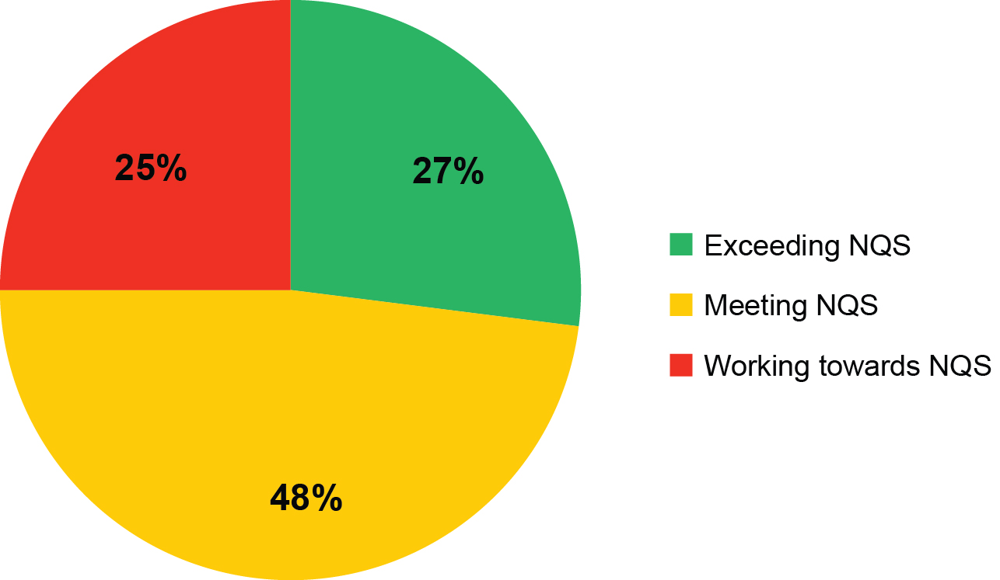 25%
27%
48%
Exceeding NQS
Meeting NQS
Working towards NQS